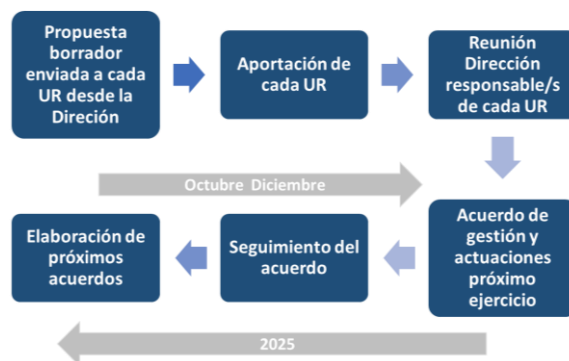 Propuesta
borrador
enviada a cada
UR desde la
Direción
Aportación de
cada UR
Reunión
Dirección
responsable/s
de cada UR
Octubre Diciembre
Acuerdo de
gestión y
actuaciones
próximo
ejercicio
Seguimiento del
acuerdo
Elaboración de
próximos
acuerdos
2025